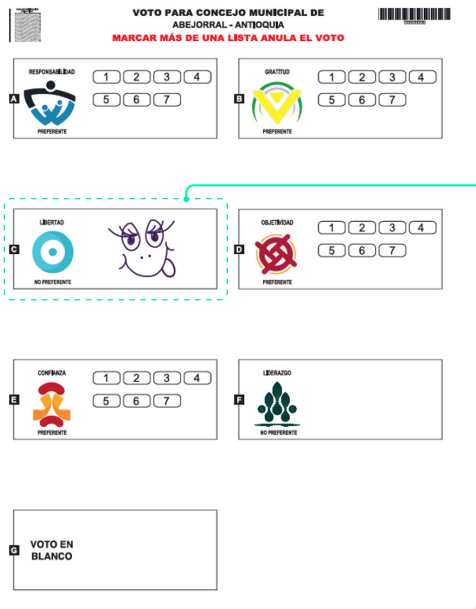 VOTO PARA CONCEJO MUNICIPAL DE
ABEJORRAL - ANTIOQUIA
MARCAR MÁS DE UNA LISTA ANULA EL VOTO
A
RESPONSABILIDAD
PREFERENTE
1 2 3 4
5 6 7
B
GRATITUD
PREFERENTE
1 2 3 4
5 6 7
C
LIBERTAD
NO PREFERENTE
D
OBJETIVIDAD
PREFERENTE
1 2 3 4
5 6 7
E
CONFIANZA
PREFERENTE
1 2 3 4
5 6 7
F
LIDERAZGO
NO PREFERENTE
G
VOTO EN
BLANCO